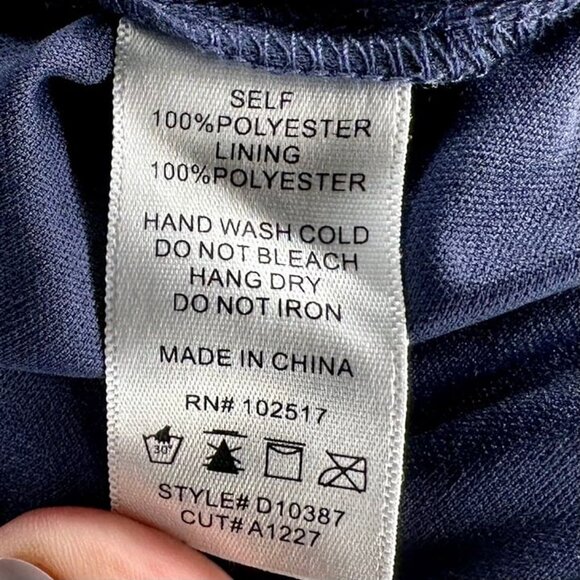 SELF
100%POLYESTER
LINING
100%POLYESTER
HAND WASH COLD
DO NOT BLEACH
HANG DRY
DO NOT IRON
MADE IN CHINA
RN# 102517
30°
STYLE# D10387
CUT#A1227